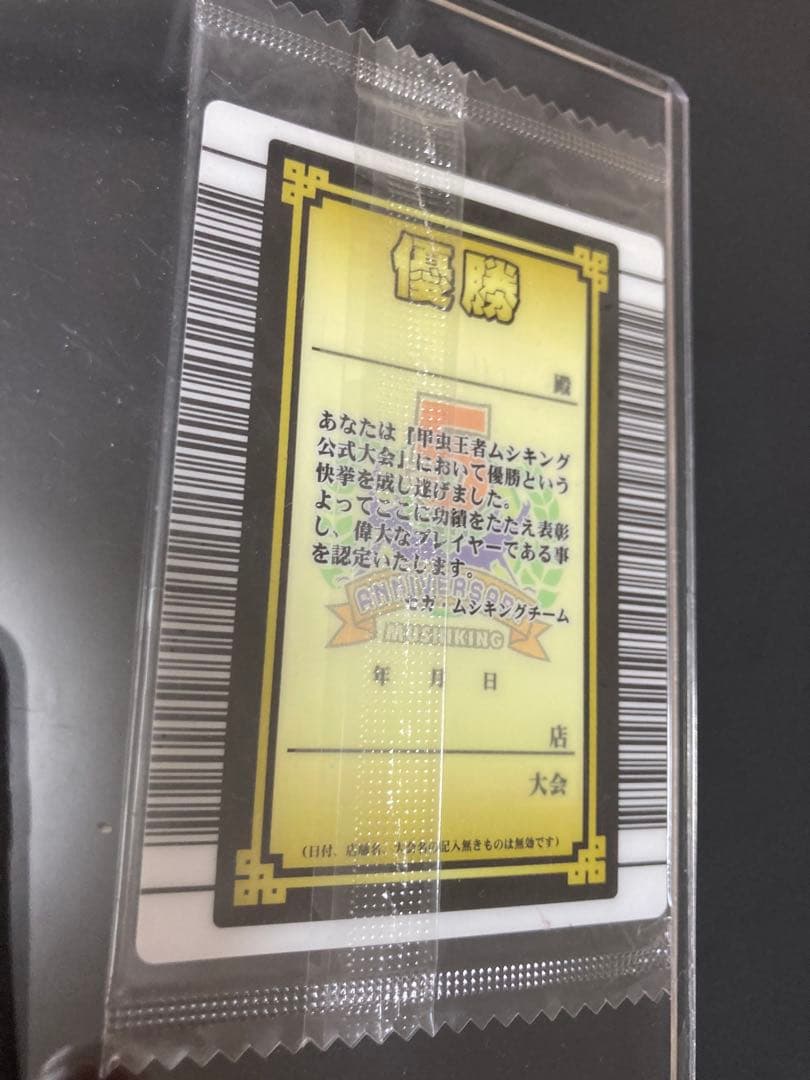 優勝
殿
あなたは『甲虫王者ムシキング
公式大会』において優勝という
快挙を成し遂げました。
よってここに功績をたたえ表彰
し、偉大なプレイヤーである事
を認定いたします。
セガ・ムシキングチーム
5
ANNIVERSARY
MUSHIKING
年 月 日
店
大会
(日付、店舗名、大会名の記入無きものは無効です)